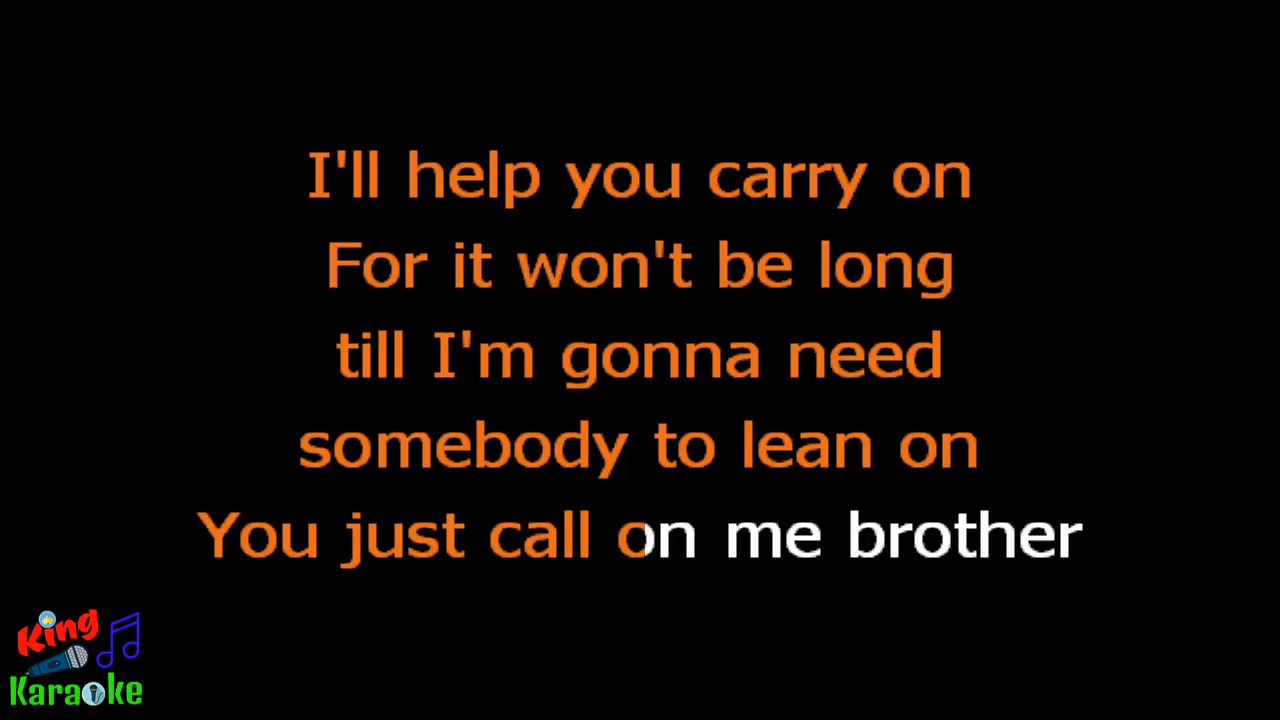 I'll help you carry on
For it won't be long
till I'm gonna need
somebody to lean on
You just call on me brother
King
Karaoke